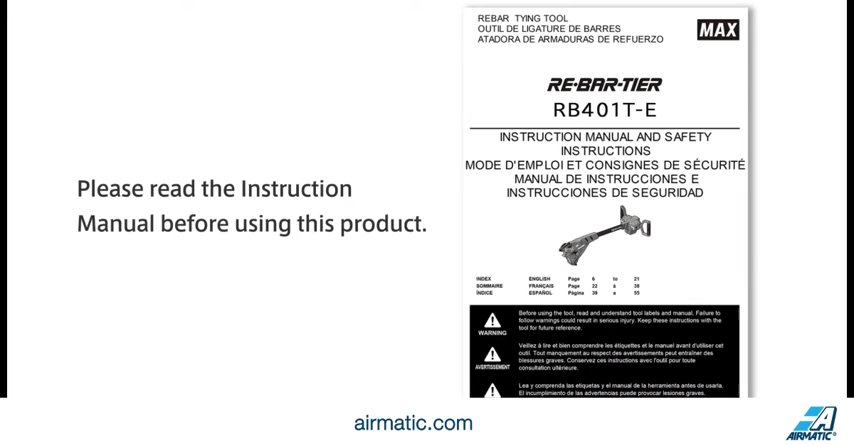 Please read the Instruction
Manual before using this product.
REBAR TYING TOOL
OUTIL DE LIGATURE DE BARRES
ATADORA DE ARMADURAS DE REFUERZO
MAX
RE-BAR-TIER
RB401T-E
INSTRUCTION MANUAL AND SAFETY
INSTRUCTIONS
MODE D'EMPLOI ET CONSIGNES DE SÉCURITÉ
MANUAL DE INSTRUCCIONES E
INSTRUCCIONES DE SEGURIDAD
INDEX ENGLISH Page 6 to 21
SOMMAIRE FRANÇAIS Page 22 à 38
ÍNDICE ESPAÑOL Página 39 a 55
WARNING
Before using the tool, read and understand tool labels and manual. Failure to
follow warnings could result in serious injury. Keep these instructions with the
tool for future reference.
AVERTISSEMENT
Veillez à lire et bien comprendre les étiquettes et le manuel avant d'utiliser cet
outil. Tout manquement au respect des avertissements peut entraîner des
blessures graves. Conservez ces instructions avec l'outil pour toute
consultation ultérieure.
Lea y comprenda las etiquetas y el manual de la herramienta antes de usarla.
El incumplimiento de las advertencias puede provocar lesiones graves.
airmatic.com
AIRMATIC®